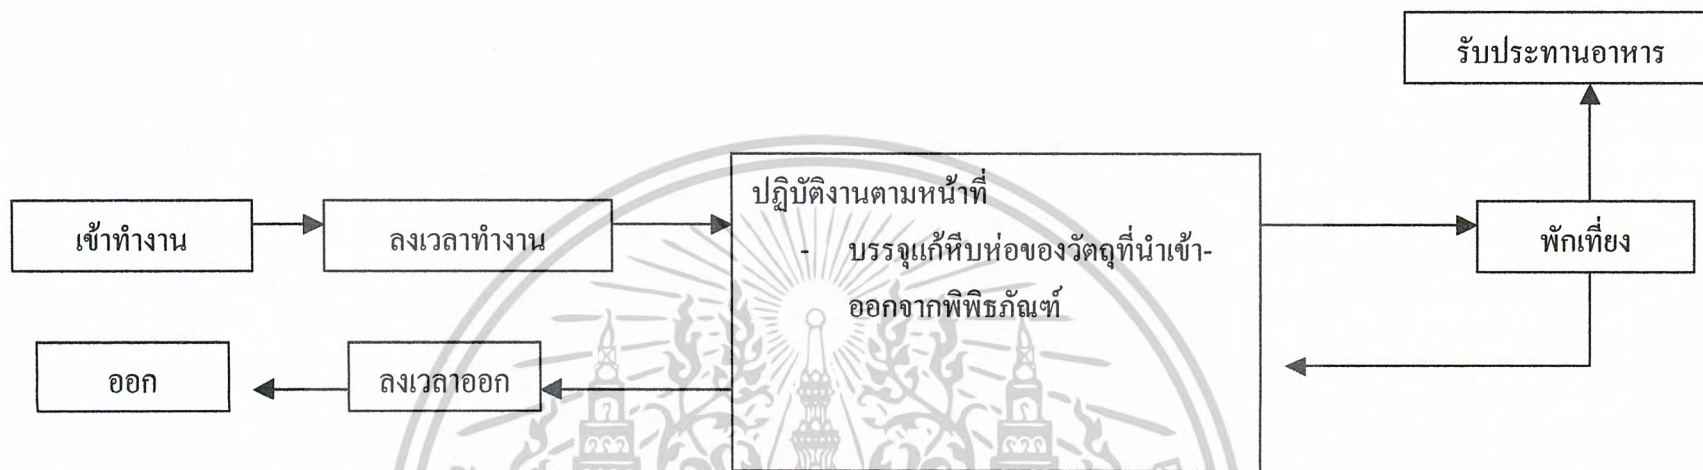 รับประทานอาหาร
เข้าทำงาน
ลงเวลาทำงาน
ปฏิบัติงานตามหน้าที่
- บรรจุแก้หีบห่อของวัตถุที่นำเข้า-
ออกจากพิพิธภัณฑ์
พักเที่ยง
ลงเวลาออก
ออก